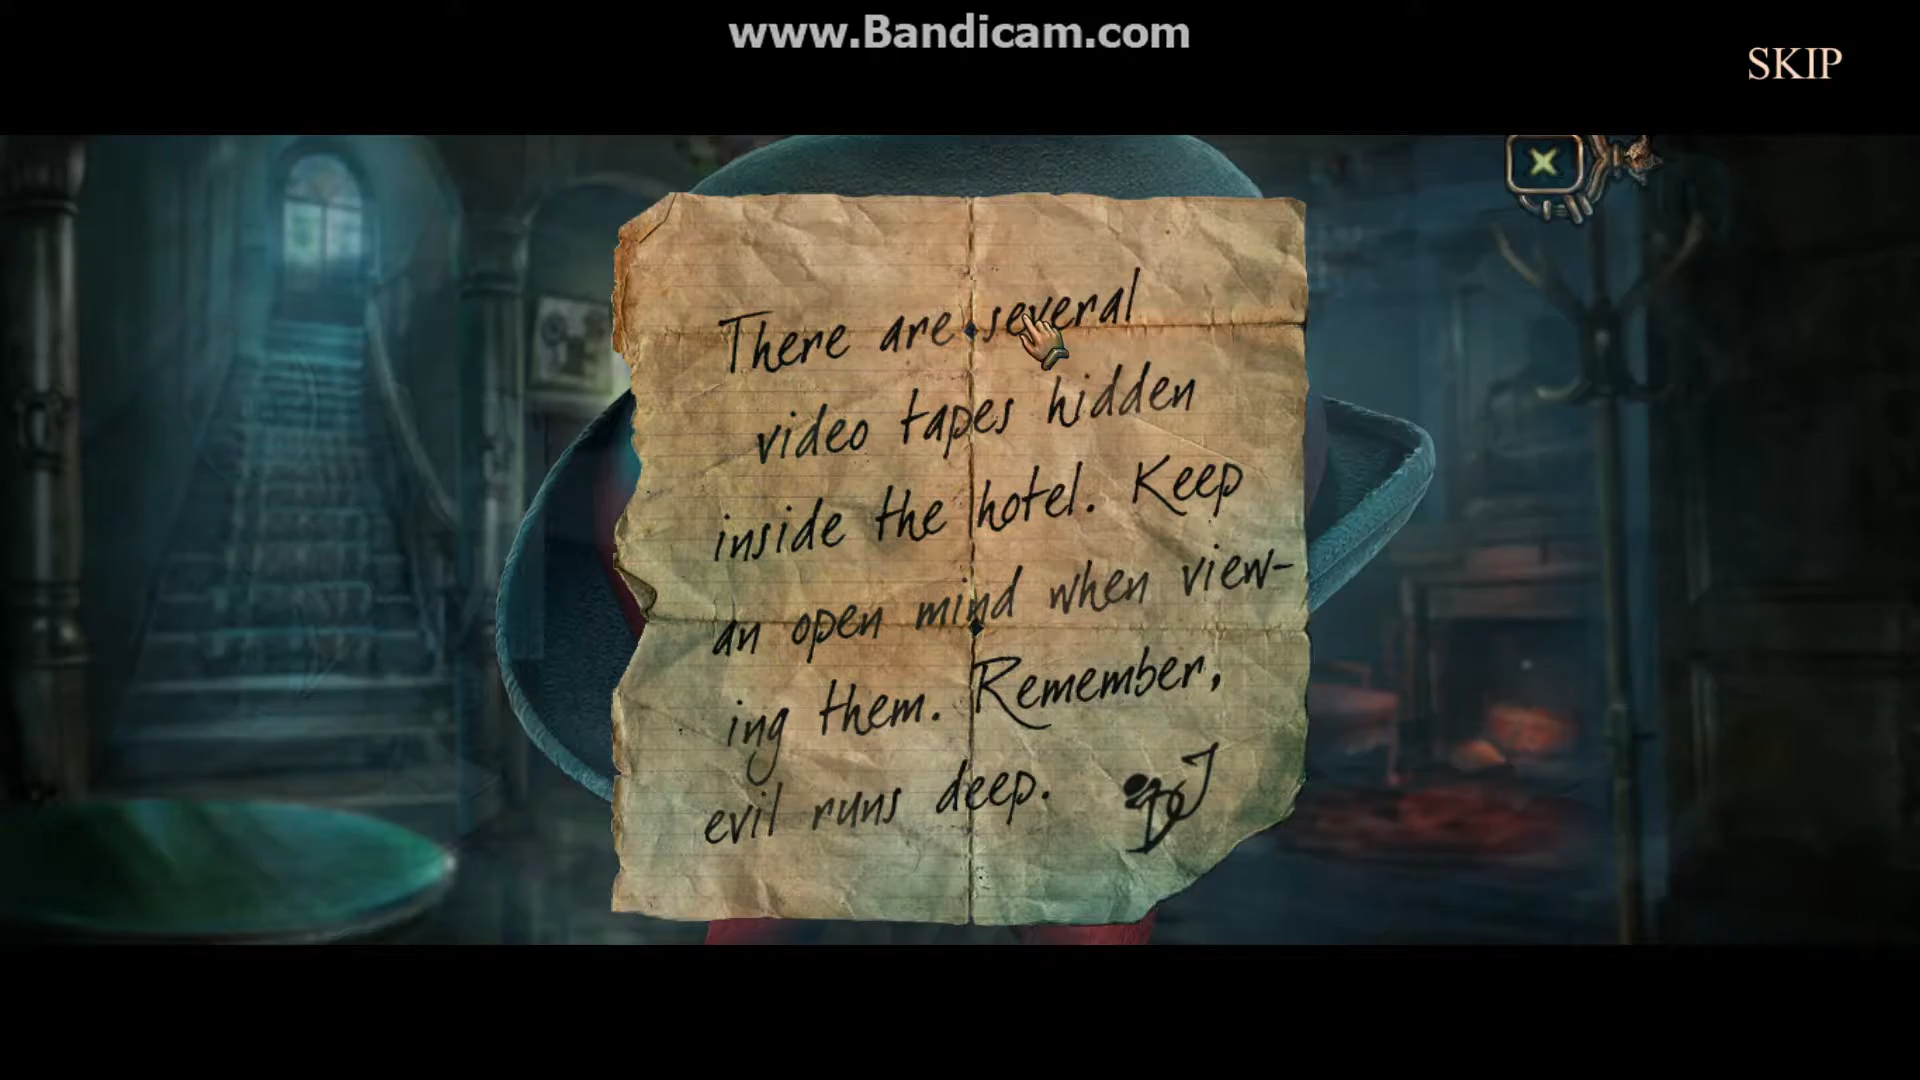 www.Bandicam.com
SKIP
There are several
video tapes hidden
inside the hotel. Keep
an open mind when view-
ing them. Remember,
evil runs deep.